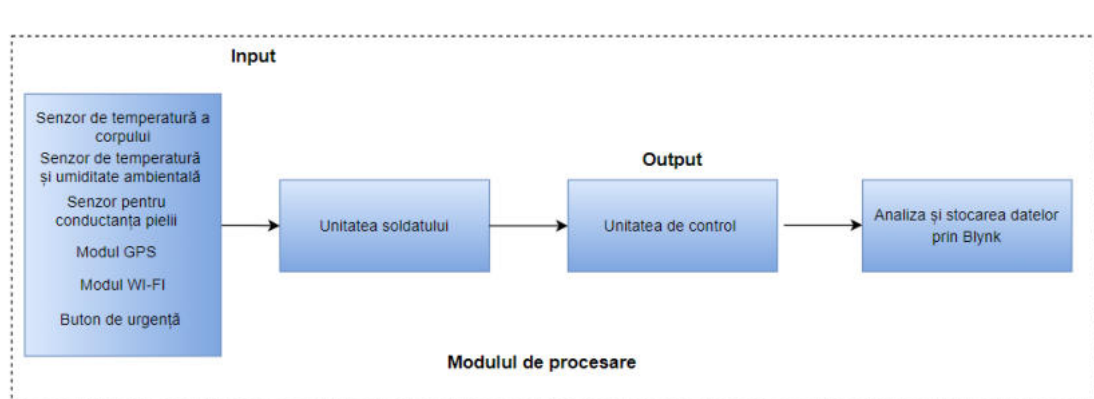 Input
Senzor de temperatură a
corpului
Senzor de temperatură
și umiditate ambientală
Senzor pentru
conductanța pielii
Modul GPS
Modul WI-FI
Buton de urgență
Unitatea soldatului
Output
Unitatea de control
Analiza și stocarea datelor
prin Blynk
Modulul de procesare